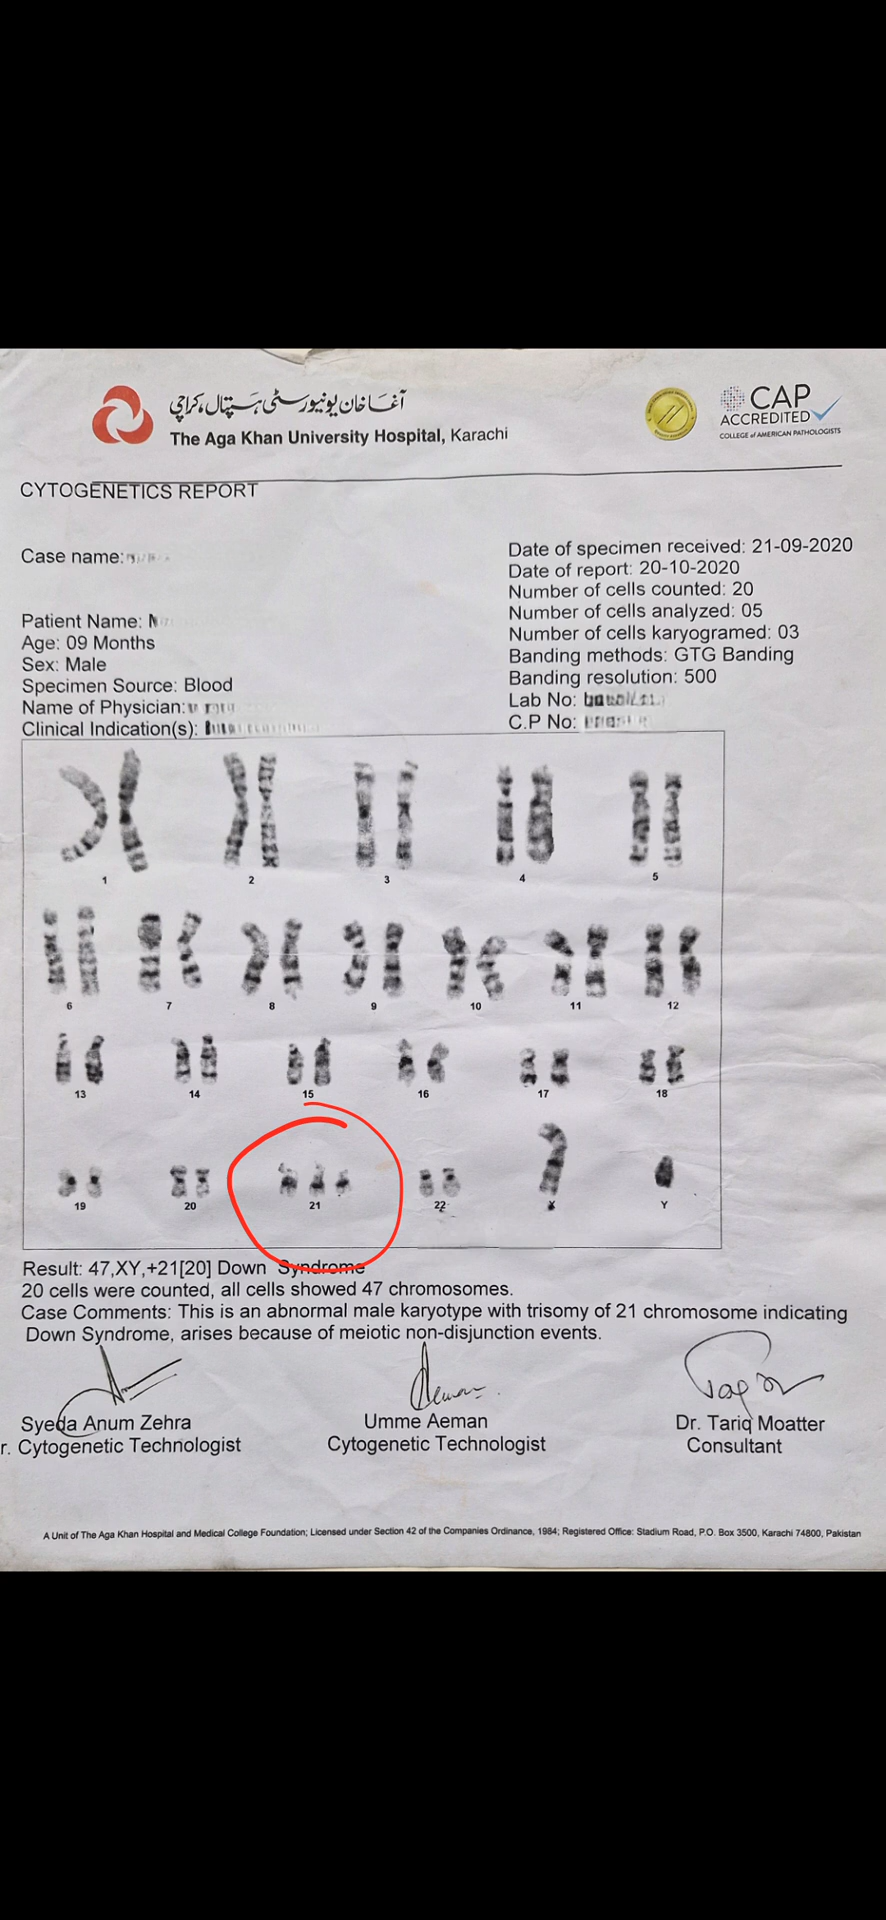 آغا خان یونیورسٹی ہسپتال، کراچی
The Aga Khan University Hospital, Karachi
CAP
ACCREDITED
COLLEGE of AMERICAN PATHOLOGISTS
CYTOGENETICS REPORT
Case name:
Patient Name:
Age: 09 Months
Sex: Male
Specimen Source: Blood
Name of Physician:
Clinical Indication(s):
Date of specimen received: 21-09-2020
Date of report: 20-10-2020
Number of cells counted: 20
Number of cells analyzed: 05
Number of cells karyogramed: 03
Banding methods: GTG Banding
Banding resolution: 500
Lab No:
C.P No:
1 2 3 4 5
6 7 8 9 10 11 12
13 14 15 16 17 18
19 20 21 22 X Y
Result: 47,XY,+21[20] Down Syndrome
20 cells were counted, all cells showed 47 chromosomes.
Case Comments: This is an abnormal male karyotype with trisomy of 21 chromosome indicating
Down Syndrome, arises because of meiotic non-disjunction events.
Syeda Anum Zehra
r. Cytogenetic Technologist
Aeman
Umme Aeman
Cytogenetic Technologist
Dr. Tariq Moatter
Consultant
A Unit of The Aga Khan Hospital and Medical College Foundation; Licensed under Section 42 of the Companies Ordinance, 1984; Registered Office: Stadium Road, P.O. Box 3500, Karachi 74800, Pakistan